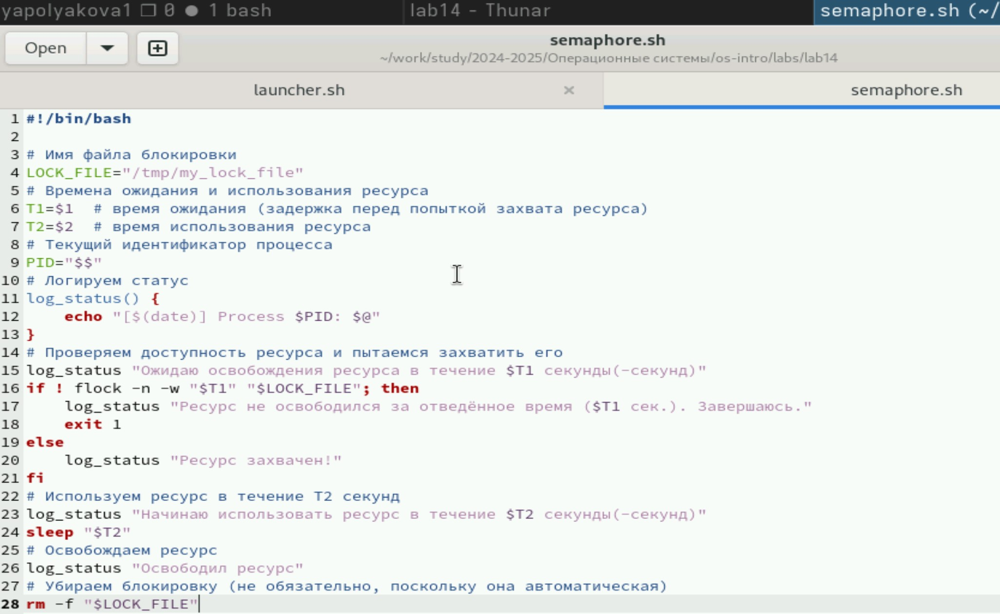 yapolyakova1 ❐ 0 ● 1 bash
lab14 - Thunar
semaphore.sh (~/
Open
semaphore.sh
~/work/study/2024-2025/Операционные системы/os-intro/labs/lab14
launcher.sh ×
semaphore.sh
1 #!/bin/bash
2
3 # Имя файла блокировки
4 LOCK_FILE="/tmp/my_lock_file"
5 # Времена ожидания и использования ресурса
6 T1=$1  # время ожидания (задержка перед попыткой захвата ресурса)
7 T2=$2  # время использования ресурса
8 # Текущий идентификатор процесса
9 PID="$$"
10 # Логируем статус
11 log_status() {
12     echo "[$(date)] Process $PID: $@"
13 }
14 # Проверяем доступность ресурса и пытаемся захватить его
15 log_status "Ожидаю освобождения ресурса в течение $T1 секунды(-секунд)"
16 if ! flock -n -w "$T1" "$LOCK_FILE"; then
17     log_status "Ресурс не освободился за отведённое время ($T1 сек.). Завершаюсь."
18     exit 1
19 else
20     log_status "Ресурс захвачен!"
21 fi
22 # Используем ресурс в течение T2 секунд
23 log_status "Начинаю использовать ресурс в течение $T2 секунды(-секунд)"
24 sleep "$T2"
25 # Освобождаем ресурс
26 log_status "Освободил ресурс"
27 # Убираем блокировку (не обязательно, поскольку она автоматическая)
28 rm -f "$LOCK_FILE"